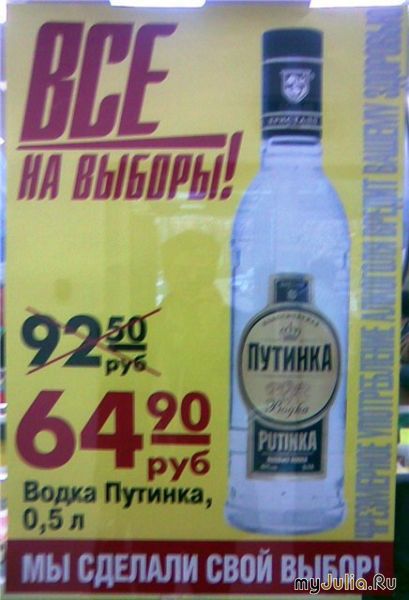 ВСЕ
НА ВЫБОРЫ!
92 50
руб
64 90
руб
Водка Путинка,
0,5 л
КРИСТАЛЛ
ПУТИНКА
Водка
PUTINKA
ЧРЕЗМЕРНОЕ УПОТРЕБЛЕНИЕ АЛКОГОЛЯ ВРЕДИТ ВАШЕМУ ЗДОРОВЬЮ
МЫ СДЕЛАЛИ СВОЙ ВЫБОР!
myJulia.Ru